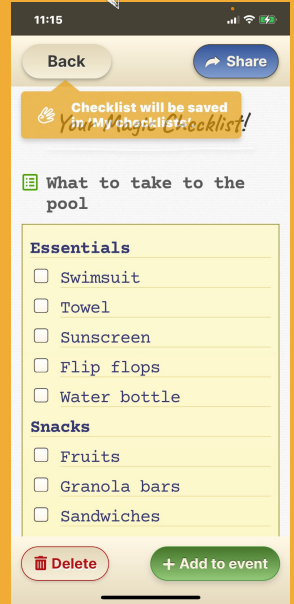 11:15
Back
Share
Checklist will be saved
in 'My checklists'
Your Magic Checklist!
What to take to the
pool
Essentials
Swimsuit
Towel
Sunscreen
Flip flops
Water bottle
Snacks
Fruits
Granola bars
Sandwiches
Delete
+ Add to event